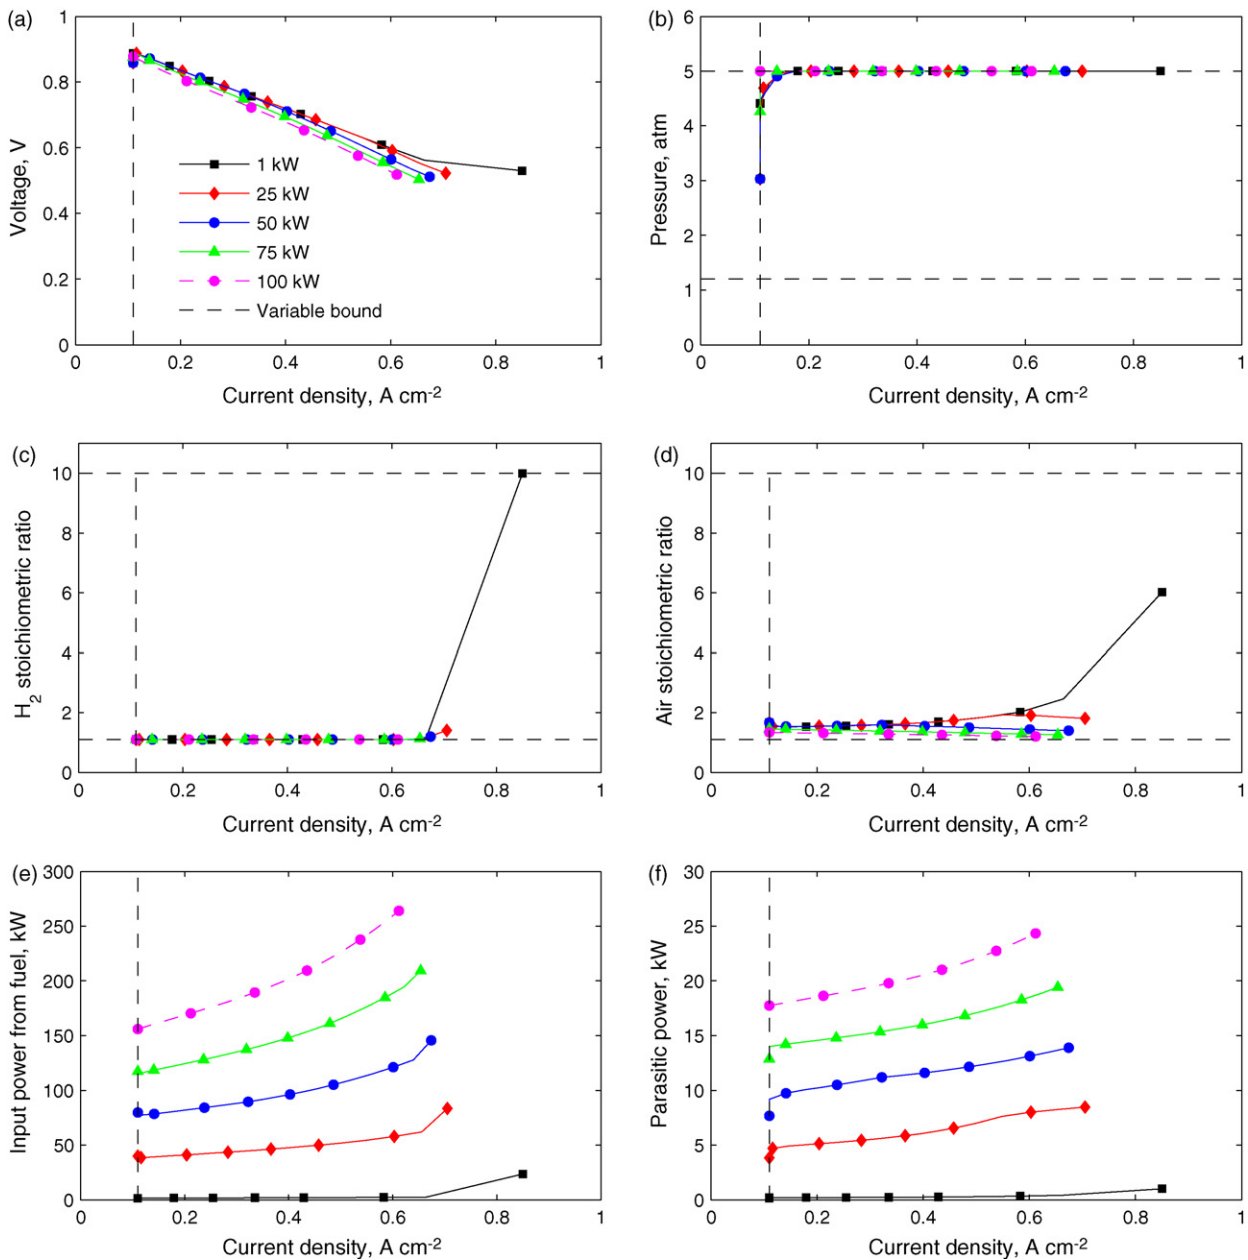 (a)
1
0.8
0.6
0.4
0.2
0
Voltage, V
1 kW
25 kW
50 kW
75 kW
100 kW
Variable bound
0 0.2 0.4 0.6 0.8 1
Current density, A cm-2
(b)
6
5
4
3
2
1
0
Pressure, atm
0 0.2 0.4 0.6 0.8 1
Current density, A cm-2
(c)
10
8
6
4
2
0
H2 stoichiometric ratio
0 0.2 0.4 0.6 0.8 1
Current density, A cm-2
(d)
10
8
6
4
2
0
Air stoichiometric ratio
0 0.2 0.4 0.6 0.8 1
Current density, A cm-2
(e)
300
250
200
150
100
50
0
Input power from fuel, kW
0 0.2 0.4 0.6 0.8 1
Current density, A cm-2
(f)
30
25
20
15
10
5
0
Parasitic power, kW
0 0.2 0.4 0.6 0.8 1
Current density, A cm-2